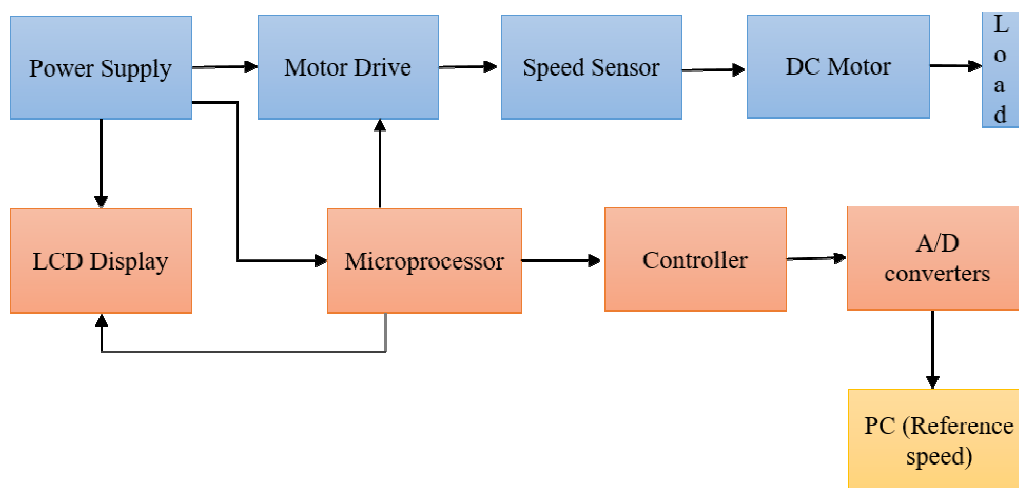 Power Supply
Motor Drive
Speed Sensor
DC Motor
L
o
a
d
LCD Display
Microprocessor
Controller
A/D
converters
PC (Reference
speed)